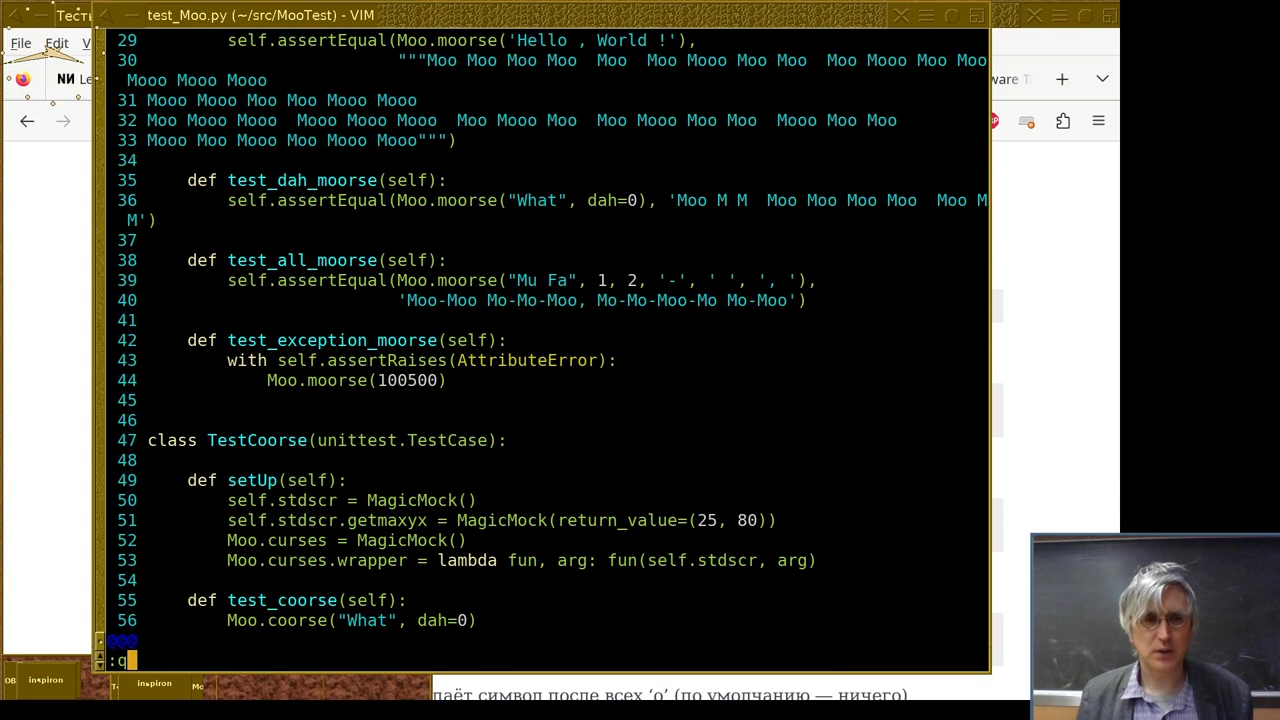 Тесть
test_Moo.py (~/src/MooTest) - VIM
File Edit V
NИ Le
ware T
29         self.assertEqual(Moo.moorse('Hello , World !'),
30                          """Moo Moo Moo Moo  Moo  Moo Mooo Moo Moo  Moo Mooo Moo Moo
Mooo Mooo Mooo
31 Mooo Mooo Moo Moo Mooo Mooo
32 Moo Mooo Mooo  Mooo Mooo Mooo  Moo Mooo Moo  Moo Mooo Moo Moo  Mooo Moo Moo
33 Mooo Moo Mooo Moo Mooo Mooo""")
34
35     def test_dah_moorse(self):
36         self.assertEqual(Moo.moorse("What", dah=0), 'Moo M M  Moo Moo Moo Moo  Moo M
M')
37
38     def test_all_moorse(self):
39         self.assertEqual(Moo.moorse("Mu Fa", 1, 2, '-', ' ', ', '),
40                          'Moo-Moo Mo-Mo-Moo, Mo-Mo-Moo-Mo Mo-Moo')
41
42     def test_exception_moorse(self):
43         with self.assertRaises(AttributeError):
44             Moo.moorse(100500)
45
46
47 class TestCoorse(unittest.TestCase):
48
49     def setUp(self):
50         self.stdscr = MagicMock()
51         self.stdscr.getmaxyx = MagicMock(return_value=(25, 80))
52         Moo.curses = MagicMock()
53         Moo.curses.wrapper = lambda fun, arg: fun(self.stdscr, arg)
54
55     def test_coorse(self):
56         Moo.coorse("What", dah=0)
@@@
:q
inspiron
inspiron
Mo
паёт символ после всех ‘o’ (по умолчанию — ничего)